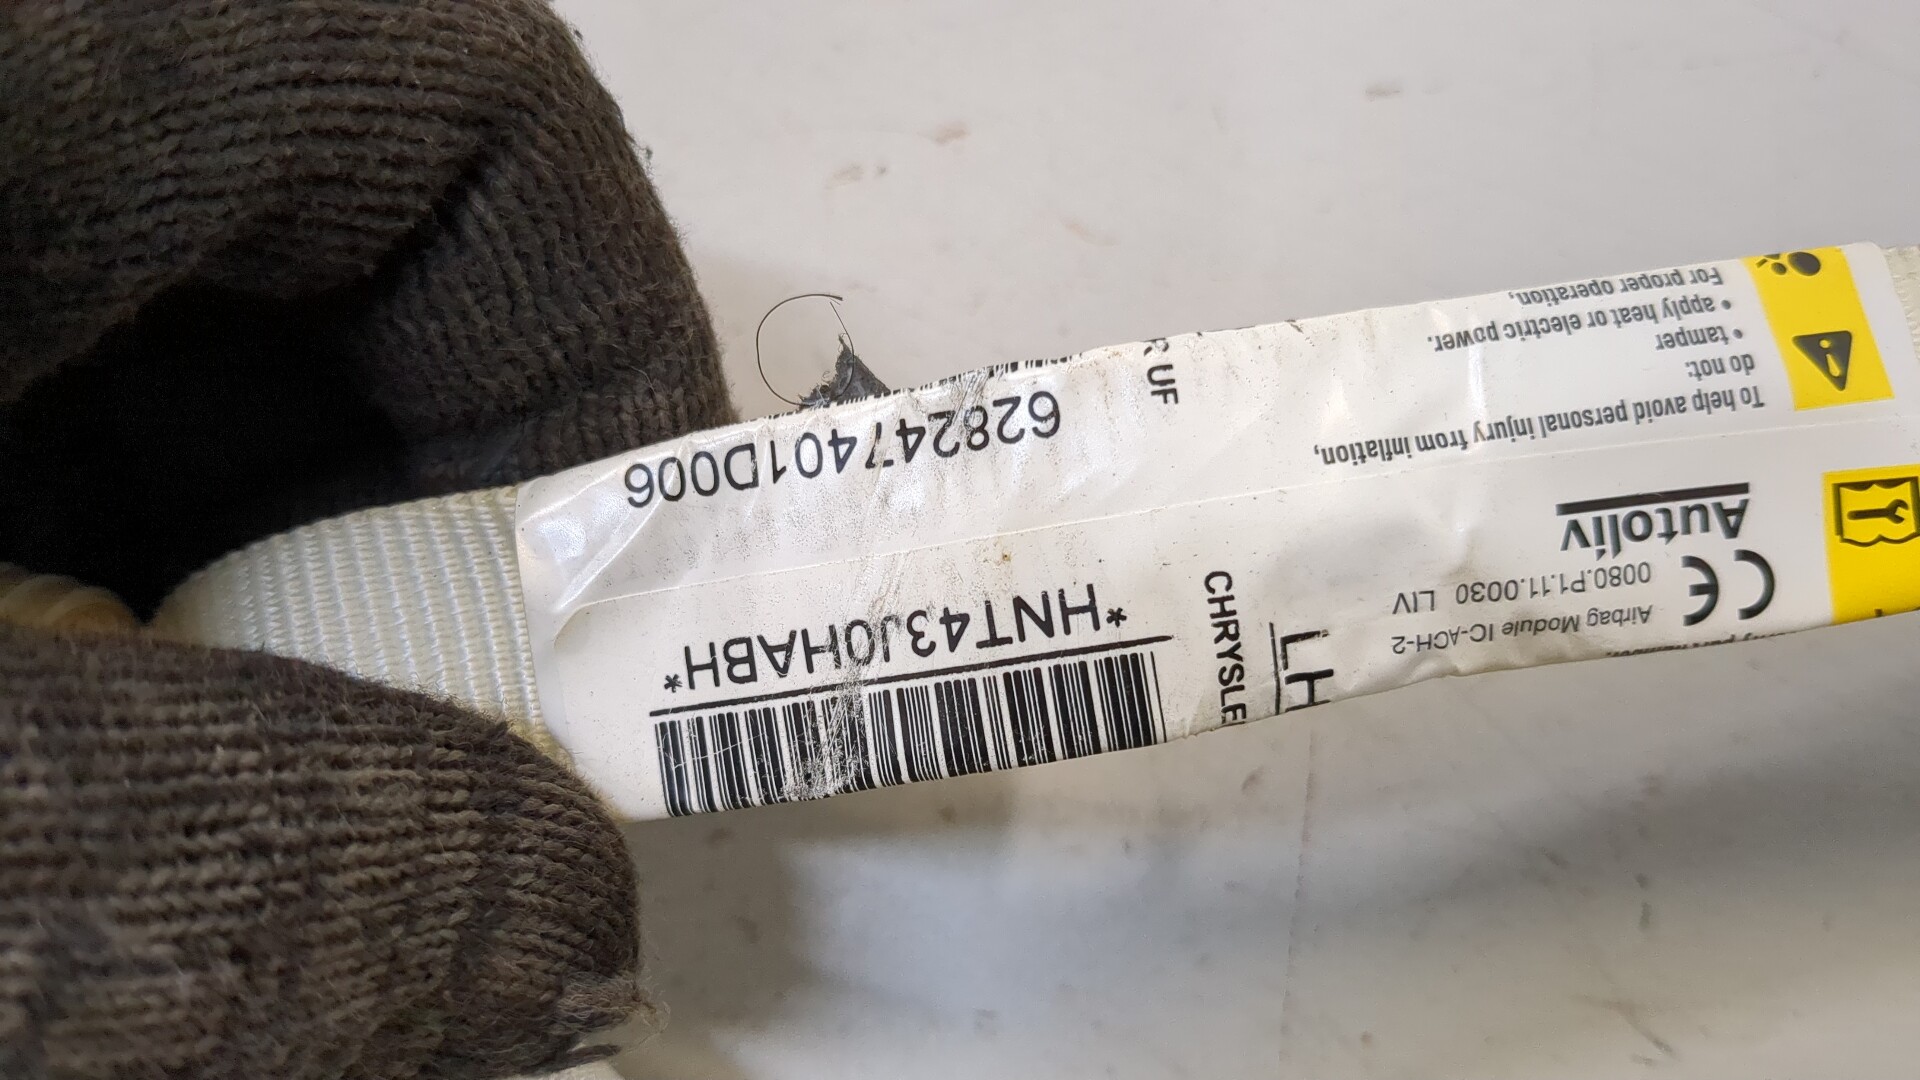 Airbag Module IC-ACH-2
0080.P1.11.0030 LIV
CE
Autoliv
To help avoid personal injury from inflation,
do not:
• tamper
• apply heat or electric power.
For proper operation,
LH
CHRYSLE
R UF
*HNT43J0HABH*
628247401D006